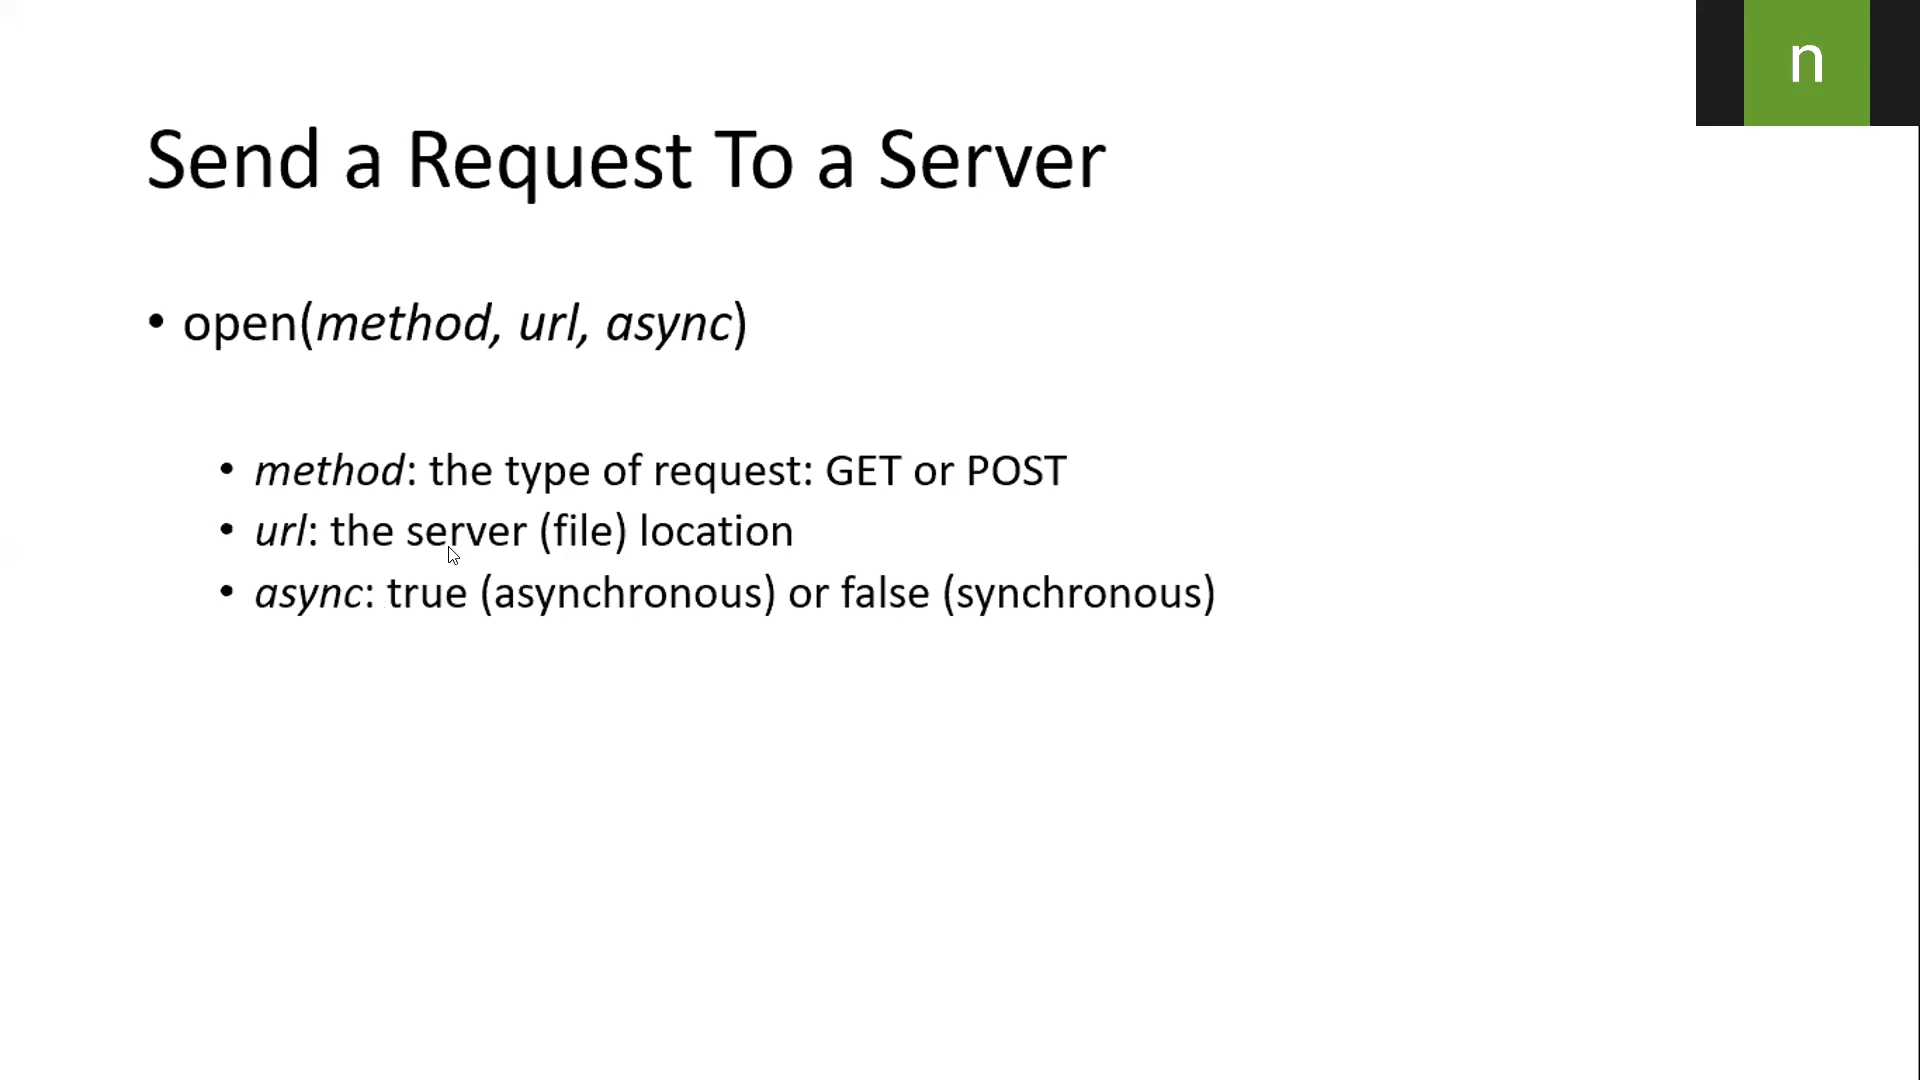 n
Send a Request To a Server
• open(method, url, async)
• method: the type of request: GET or POST
• url: the server (file) location
• async: true (asynchronous) or false (synchronous)